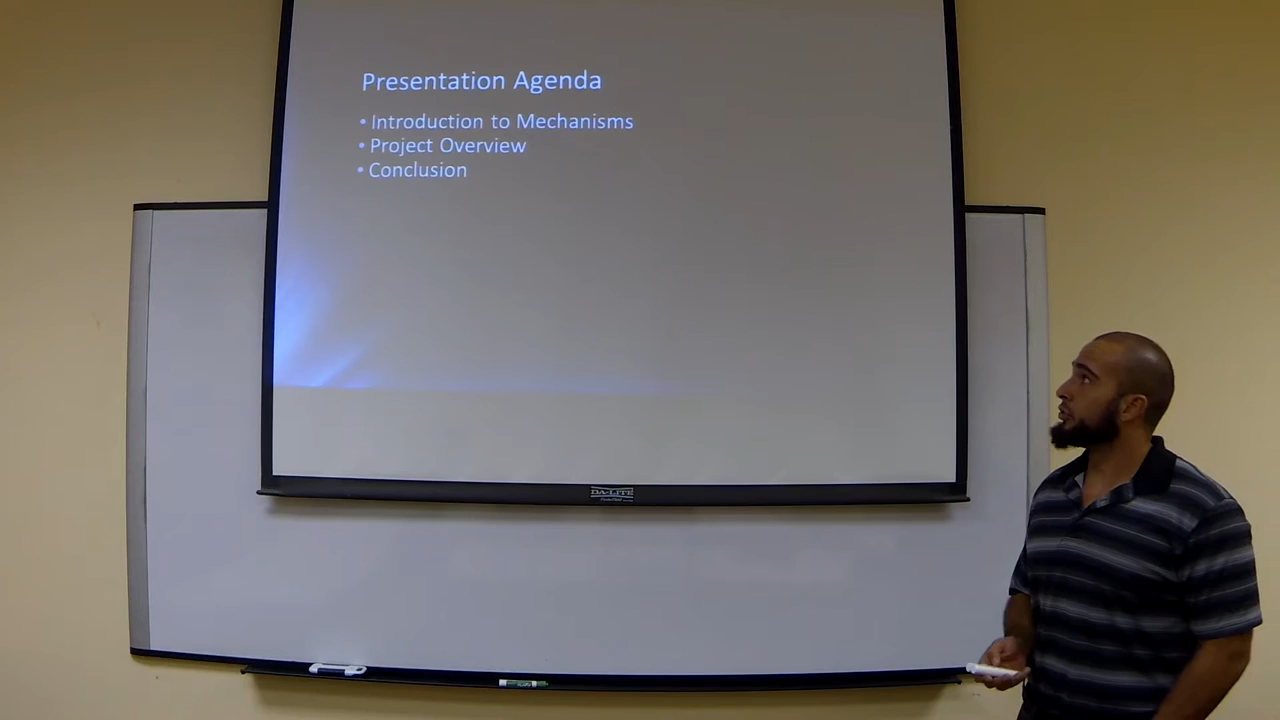 Presentation Agenda
• Introduction to Mechanisms
• Project Overview
• Conclusion
DA-LITE